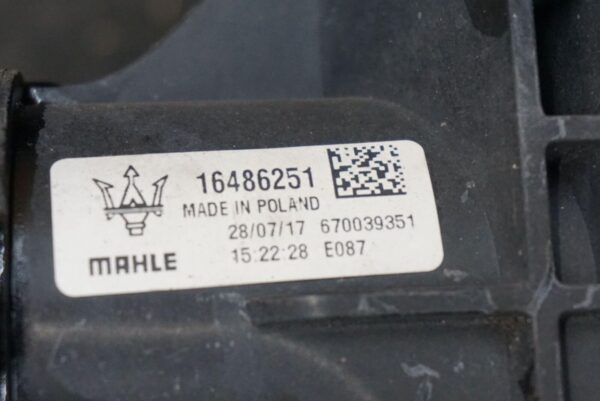 16486251
MADE IN POLAND
28/07/17 670039351
MAHLE 15:22:28 E087